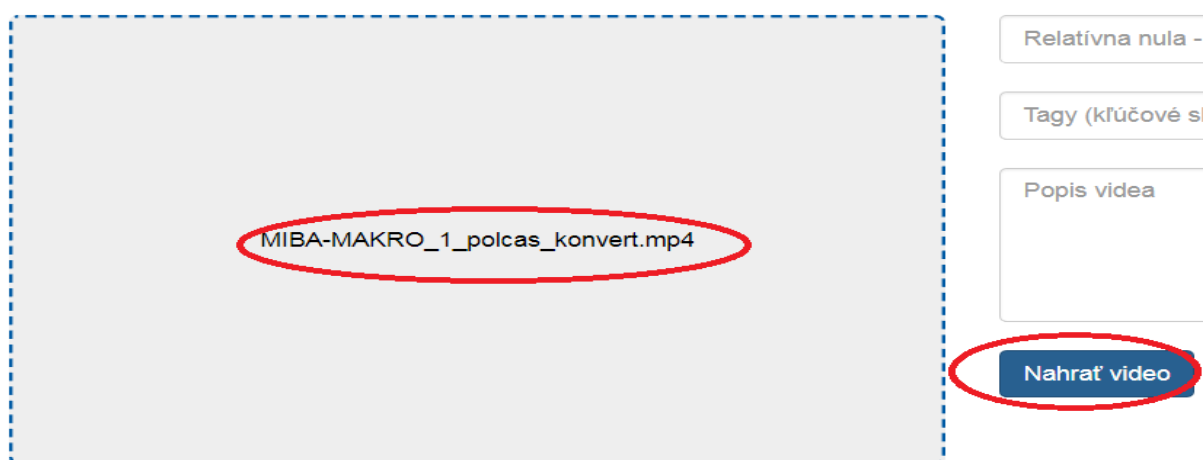 MIBA-MAKRO_1_polcas_konvert.mp4
Relatívna nula -
Tagy (kľúčové
Popis videa
Nahrať video